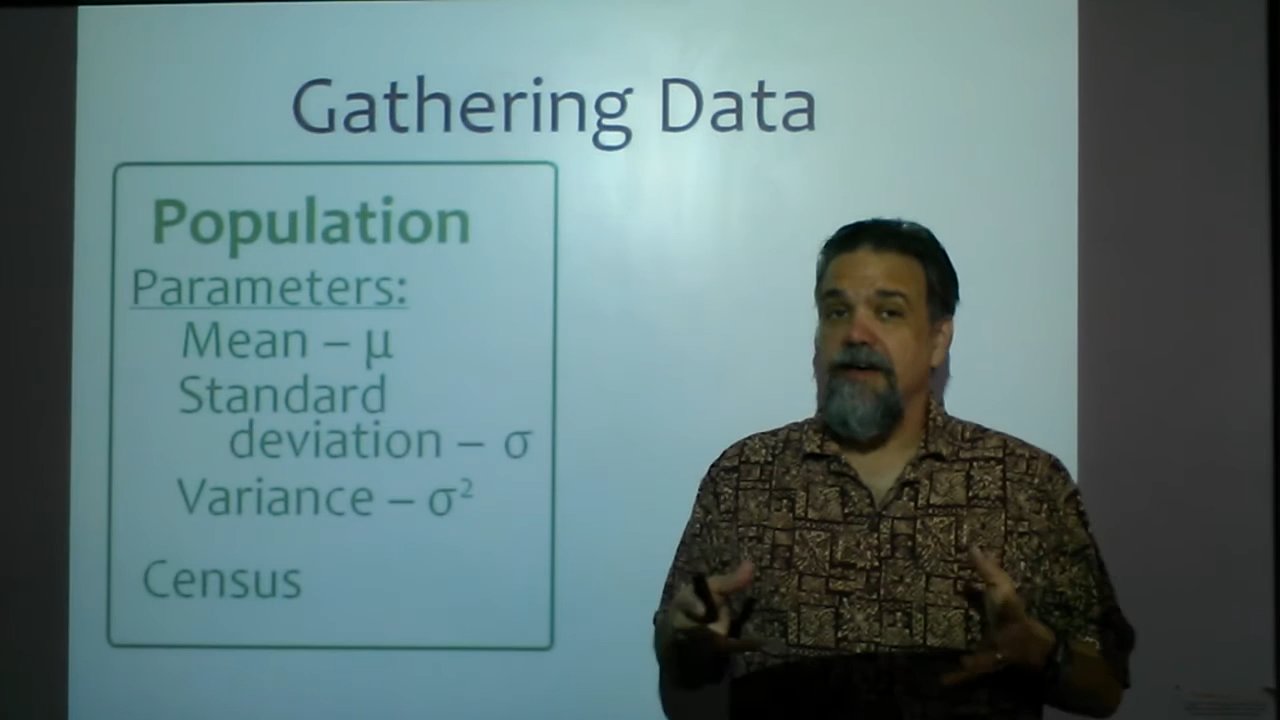 Gathering Data
Population
Parameters:
Mean – μ
Standard
deviation – σ
Variance – σ²
Census